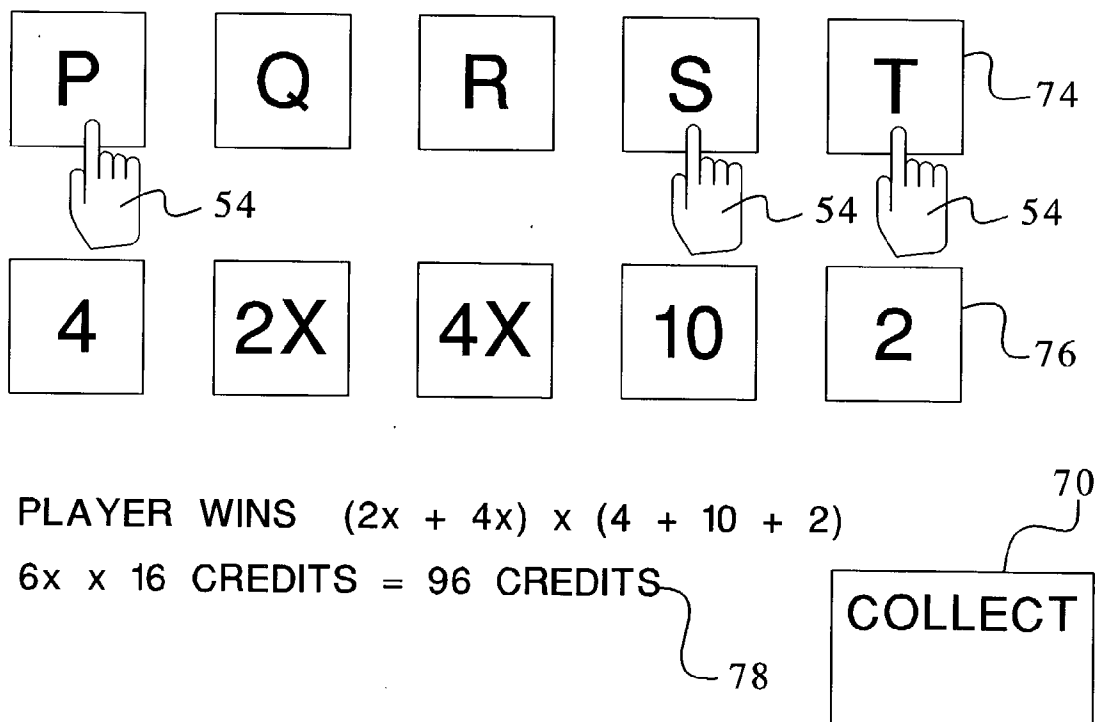 P Q R S T 74
54 54 54
4 2X 4X 10 2 76
PLAYER WINS (2x + 4x) x (4 + 10 + 2)
6x x 16 CREDITS = 96 CREDITS
70
COLLECT
78